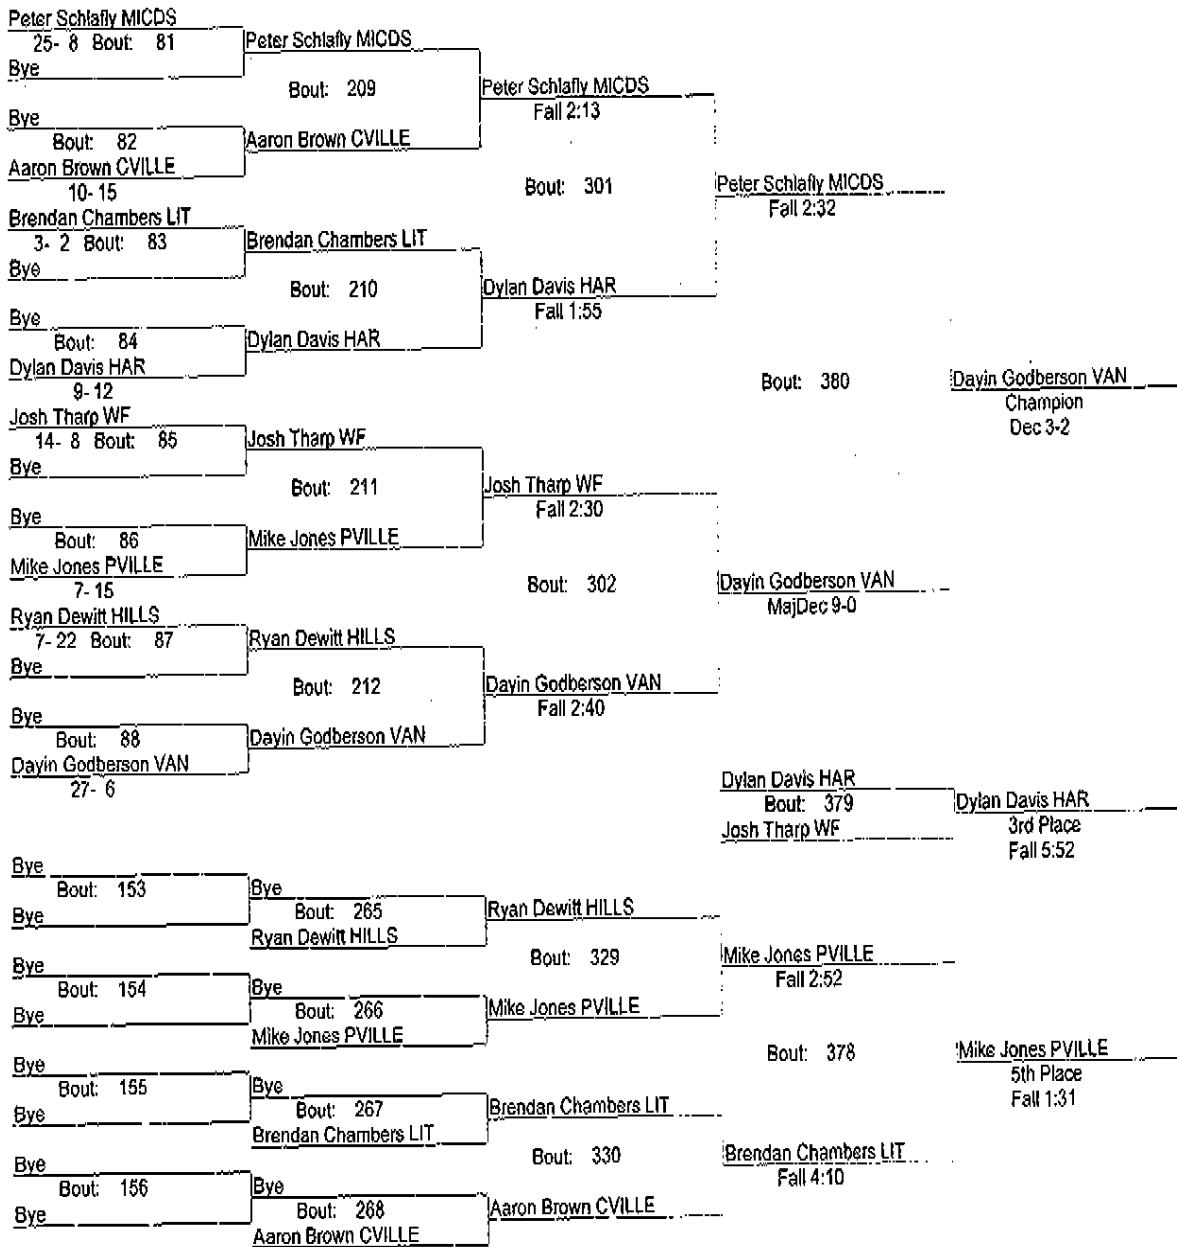 Peter Schlafly MICDS
25- 8 Bout: 81
Bye
Peter Schlafly MICDS
Bout: 209
Bye
Bout: 82
Aaron Brown CVILLE
10- 15
Aaron Brown CVILLE
Peter Schlafly MICDS
Fall 2:13
Bout: 301
Brendan Chambers LIT
3- 2 Bout: 83
Bye
Brendan Chambers LIT
Bout: 210
Bye
Bout: 84
Dylan Davis HAR
9- 12
Dylan Davis HAR
Dylan Davis HAR
Fall 1:55
Peter Schlafly MICDS
Fall 2:32
Bout: 380
Josh Tharp WF
14- 8 Bout: 85
Bye
Josh Tharp WF
Bout: 211
Bye
Bout: 86
Mike Jones PVILLE
7- 15
Mike Jones PVILLE
Josh Tharp WF
Fall 2:30
Bout: 302
Ryan Dewitt HILLS
7- 22 Bout: 87
Bye
Ryan Dewitt HILLS
Bout: 212
Bye
Bout: 88
Dayin Godberson VAN
27- 6
Dayin Godberson VAN
Dayin Godberson VAN
Fall 2:40
Dayin Godberson VAN
MajDec 9-0
Dayin Godberson VAN
Champion
Dec 3-2
Dylan Davis HAR
Bout: 379
Josh Tharp WF
Dylan Davis HAR
3rd Place
Fall 5:52
Bye
Bout: 153
Bye
Bye
Bout: 265
Ryan Dewitt HILLS
Ryan Dewitt HILLS
Bout: 329
Bye
Bout: 154
Bye
Bye
Bout: 266
Mike Jones PVILLE
Mike Jones PVILLE
Mike Jones PVILLE
Fall 2:52
Bout: 378
Mike Jones PVILLE
5th Place
Fall 1:31
Bye
Bout: 155
Bye
Bye
Bout: 267
Brendan Chambers LIT
Brendan Chambers LIT
Bout: 330
Bye
Bout: 156
Bye
Bye
Bout: 268
Aaron Brown CVILLE
Aaron Brown CVILLE
Brendan Chambers LIT
Fall 4:10